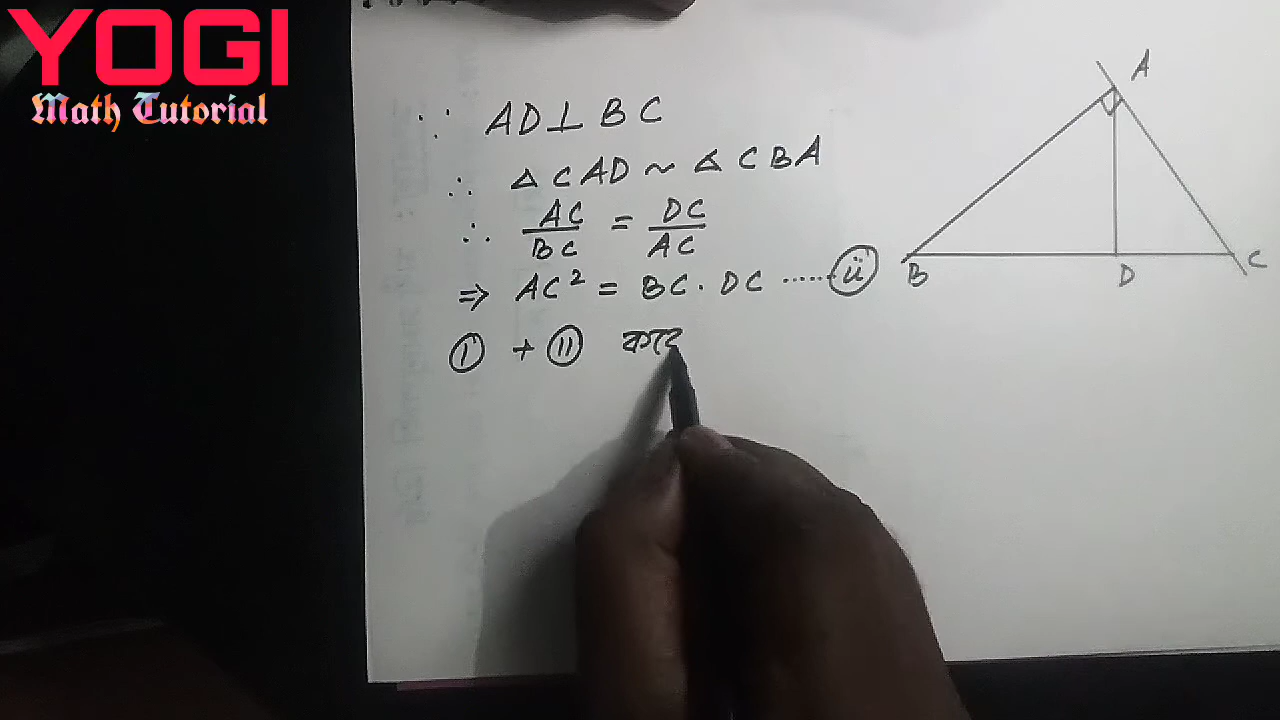 YOGI
Math Tutorial
∵ AD⊥BC
∴ △CAD ~ △CBA
∴ AC/BC = DC/AC
⇒ AC² = BC·DC ......(ii)
(i) + (ii) করে
A
B
D
C